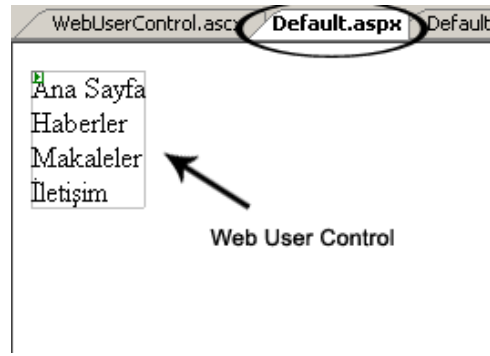 WebUserControl.asc Default.aspx Default
Ana Sayfa
Haberler
Makaleler
İletişim
Web User Control